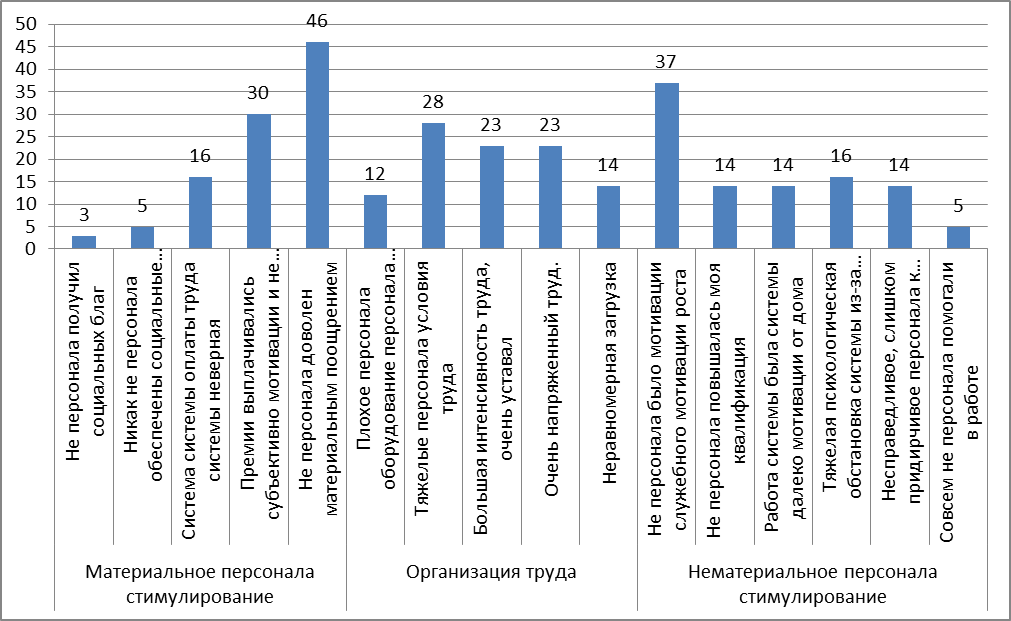 50
45
40
35
30
25
20
15
10
5
0
3
5
16
30
46
12
28
23
23
14
37
14
14
16
14
5
Не персонала получил
социальных благ
Никак не персонала
обеспечены социальные…
Система системы оплаты труда
системы неверная
Премии выплачивались
субъективно мотивации и не…
Не персонала доволен
материальным поощрением
Плохое персонала
оборудование персонала…
Тяжелые персонала условия
труда
Большая интенсивность труда,
очень уставал
Очень напряженный труд.
Неравномерная загрузка
Не персонала было мотивации
служебного мотивации роста
Не персонала повышалась моя
квалификация
Работа системы была системы
далеко мотивации от дома
Тяжелая психологическая
обстановка системы из-за…
Несправедливое, слишком
придирчивое персонала к…
Совсем не персонала помогали
в работе
Материальное персонала
стимулирование
Организация труда
Нематериальное персонала
стимулирование